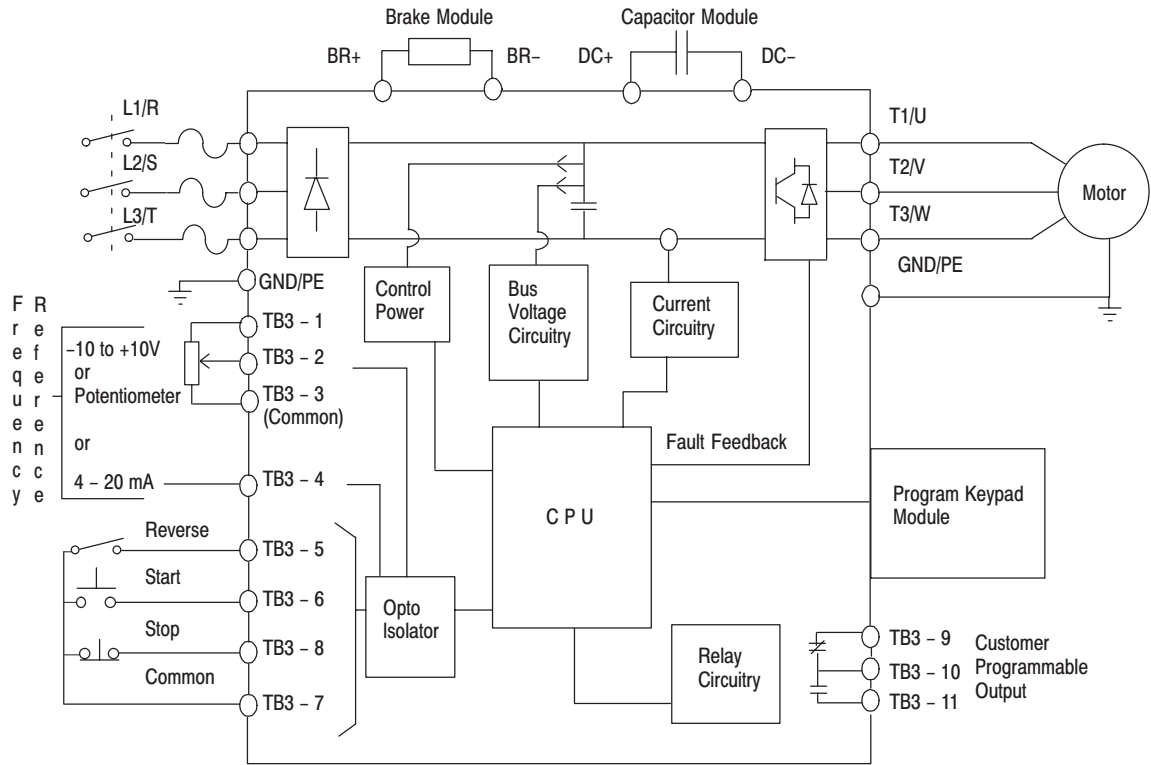 Brake Module
Capacitor Module
BR+
BR–
DC+
DC–
L1/R
L2/S
L3/T
T1/U
T2/V
T3/W
GND/PE
Motor
GND/PE
Control
Power
Bus
Voltage
Circuitry
Current
Circuitry
Frequency
Reference
–10 to +10V
or
Potentiometer
or
4 – 20 mA
TB3 – 1
TB3 – 2
TB3 – 3
(Common)
TB3 – 4
Fault Feedback
CPU
Program Keypad
Module
Reverse
Start
Stop
Common
TB3 – 5
TB3 – 6
TB3 – 8
TB3 – 7
Opto
Isolator
Relay
Circuitry
TB3 – 9
TB3 – 10
TB3 – 11
Customer
Programmable
Output